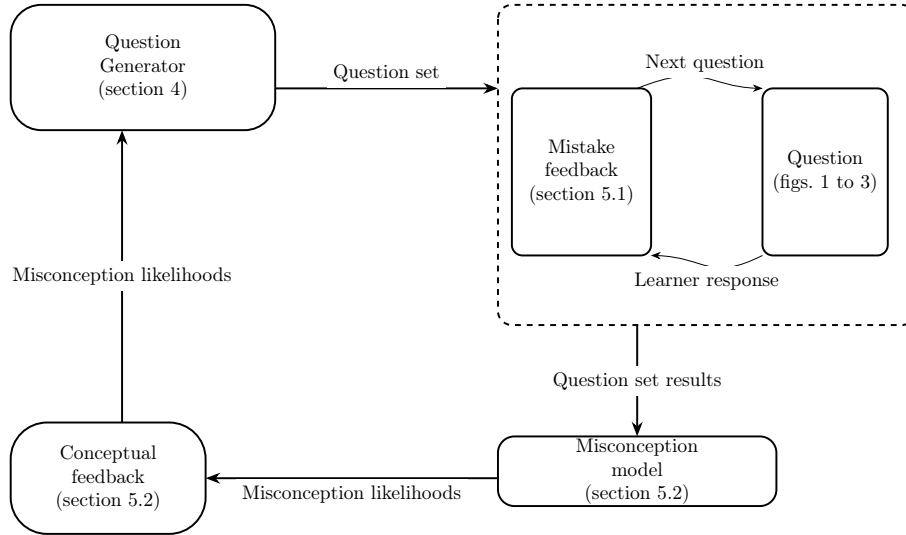 Question
Generator
(section 4)
Question set
Next question
Mistake
feedback
(section 5.1)
Question
(figs. 1 to 3)
Learner response
Misconception likelihoods
Question set results
Conceptual
feedback
(section 5.2)
Misconception likelihoods
Misconception
model
(section 5.2)